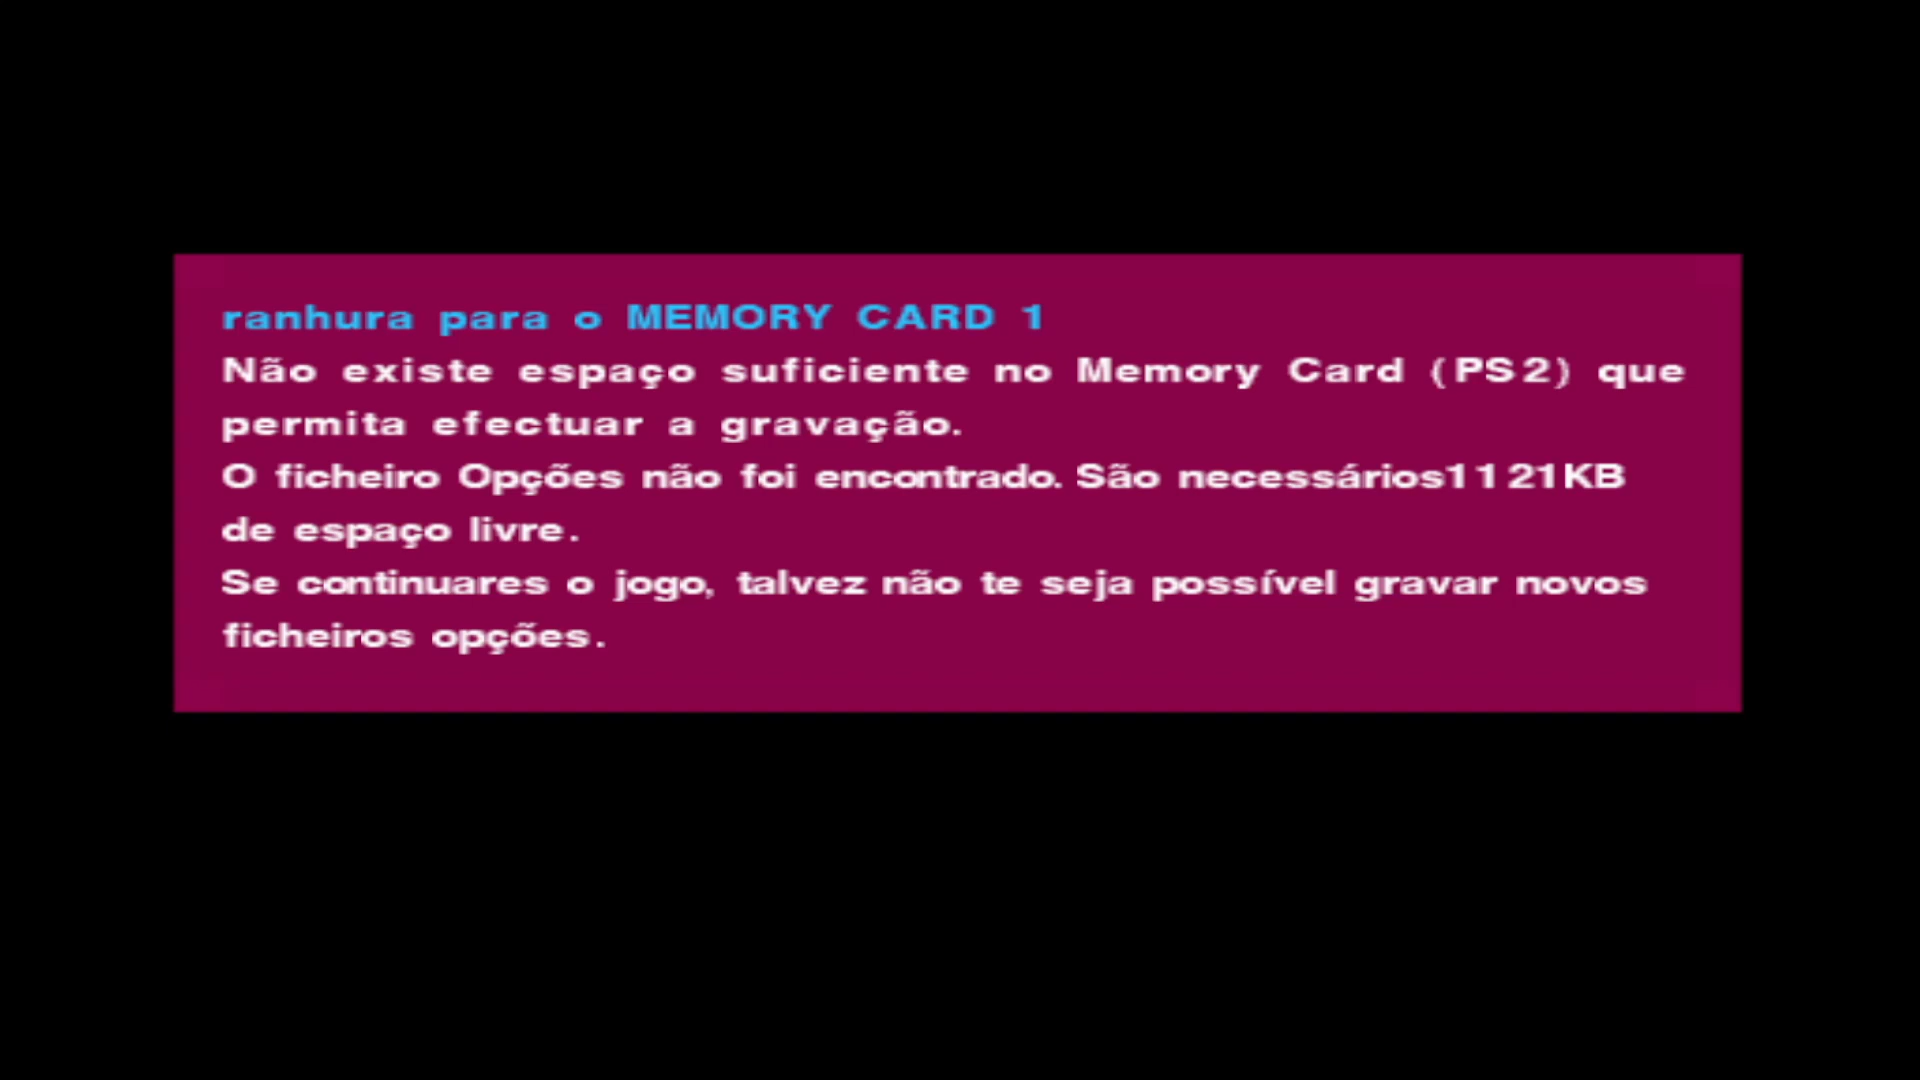 ranhura para o MEMORY CARD 1
Não existe espaço suficiente no Memory Card (PS2) que
permita efectuar a gravação.
O ficheiro Opções não foi encontrado. São necessários1121KB
de espaço livre.
Se continuares o jogo, talvez não te seja possível gravar novos
ficheiros opções.